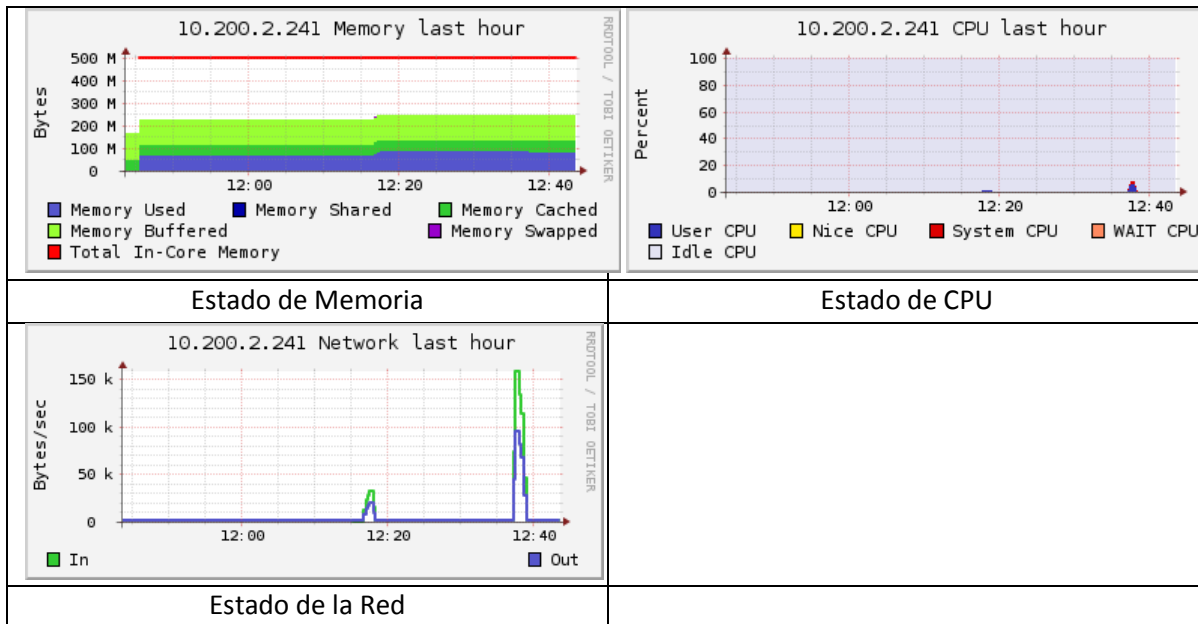 10.200.2.241 Memory last hour
Bytes
500 M
400 M
300 M
200 M
100 M
0
12:00 12:20 12:40
Memory Used Memory Shared Memory Cached
Memory Buffered Memory Swapped
Total In-Core Memory
RRDTOOL / TOBI OETIKER
10.200.2.241 CPU last hour
Percent
100
80
60
40
20
0
12:00 12:20 12:40
User CPU Nice CPU System CPU WAIT CPU
Idle CPU
Estado de Memoria Estado de CPU
10.200.2.241 Network last hour
Bytes/sec
150 k
100 k
50 k
0
12:00 12:20 12:40
In Out
RRDTOOL / TOBI OETIKER
Estado de la Red